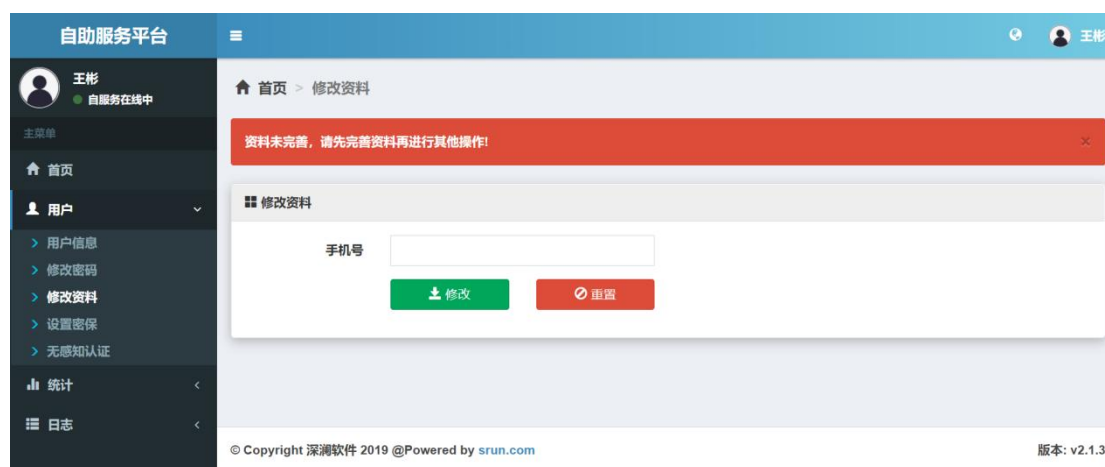 自助服务平台
王彬
王彬
自服务在线中
首页 > 修改资料
主菜单
资料未完善，请先完善资料再进行其他操作!
首页
用户
修改资料
用户信息
修改密码
修改资料
设置密保
无感知认证
手机号
修改
重置
统计
日志
© Copyright 深澜软件 2019 @Powered by srun.com
版本: v2.1.3